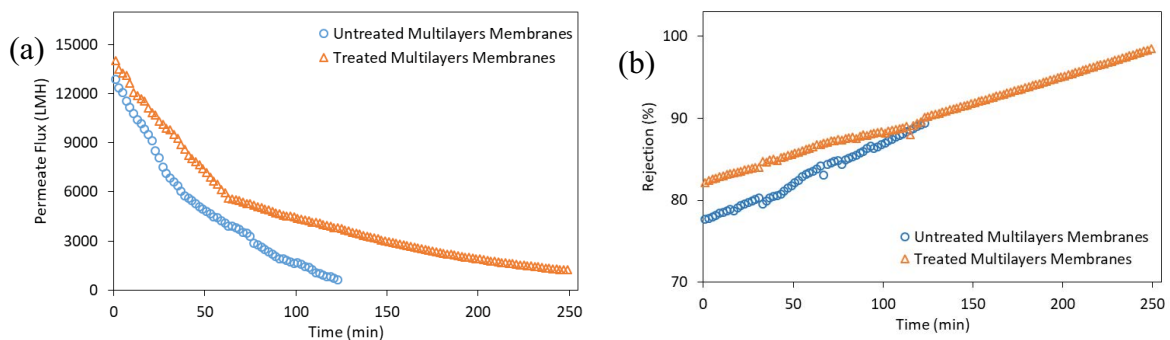 (a)
Permeate Flux (LMH)
15000
12000
9000
6000
3000
0
Untreated Multilayers Membranes
Treated Multilayers Membranes
0 50 100 150 200 250
Time (min)
(b)
Rejection (%)
100
90
80
70
Untreated Multilayers Membranes
Treated Multilayers Membranes
0 50 100 150 200 250
Time (min)